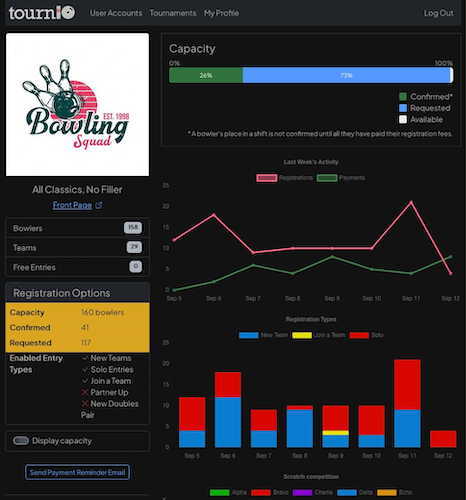 tournio
User Accounts
Tournaments
My Profile
Log Out
EST. 1998
Bowling
Squad
All Classics, No Filler
Front Page
Bowlers 158
Teams 29
Free Entries 0
Registration Options
Capacity 160 bowlers
Confirmed 41
Requested 117
Enabled Entry Types
✓ New Teams
✓ Solo Entries
✓ Join a Team
✕ Partner Up
✕ New Doubles Pair
Display capacity
Send Payment Reminder Email
Capacity
0% 100%
26% 73%
Confirmed*
Requested
Available
* A bowler's place in a shift is not confirmed until all they have paid their registration fees.
Last Week's Activity
Registrations Payments
25
20
15
10
5
0
Sep 5 Sep 6 Sep 7 Sep 8 Sep 9 Sep 10 Sep 11 Sep 12
Registration Types
New Team Join a Team Solo
25
20
15
10
5
0
Sep 5 Sep 6 Sep 7 Sep 8 Sep 9 Sep 10 Sep 11 Sep 12
Scratch competition
Alpha Bravo Charlie Delta Echo